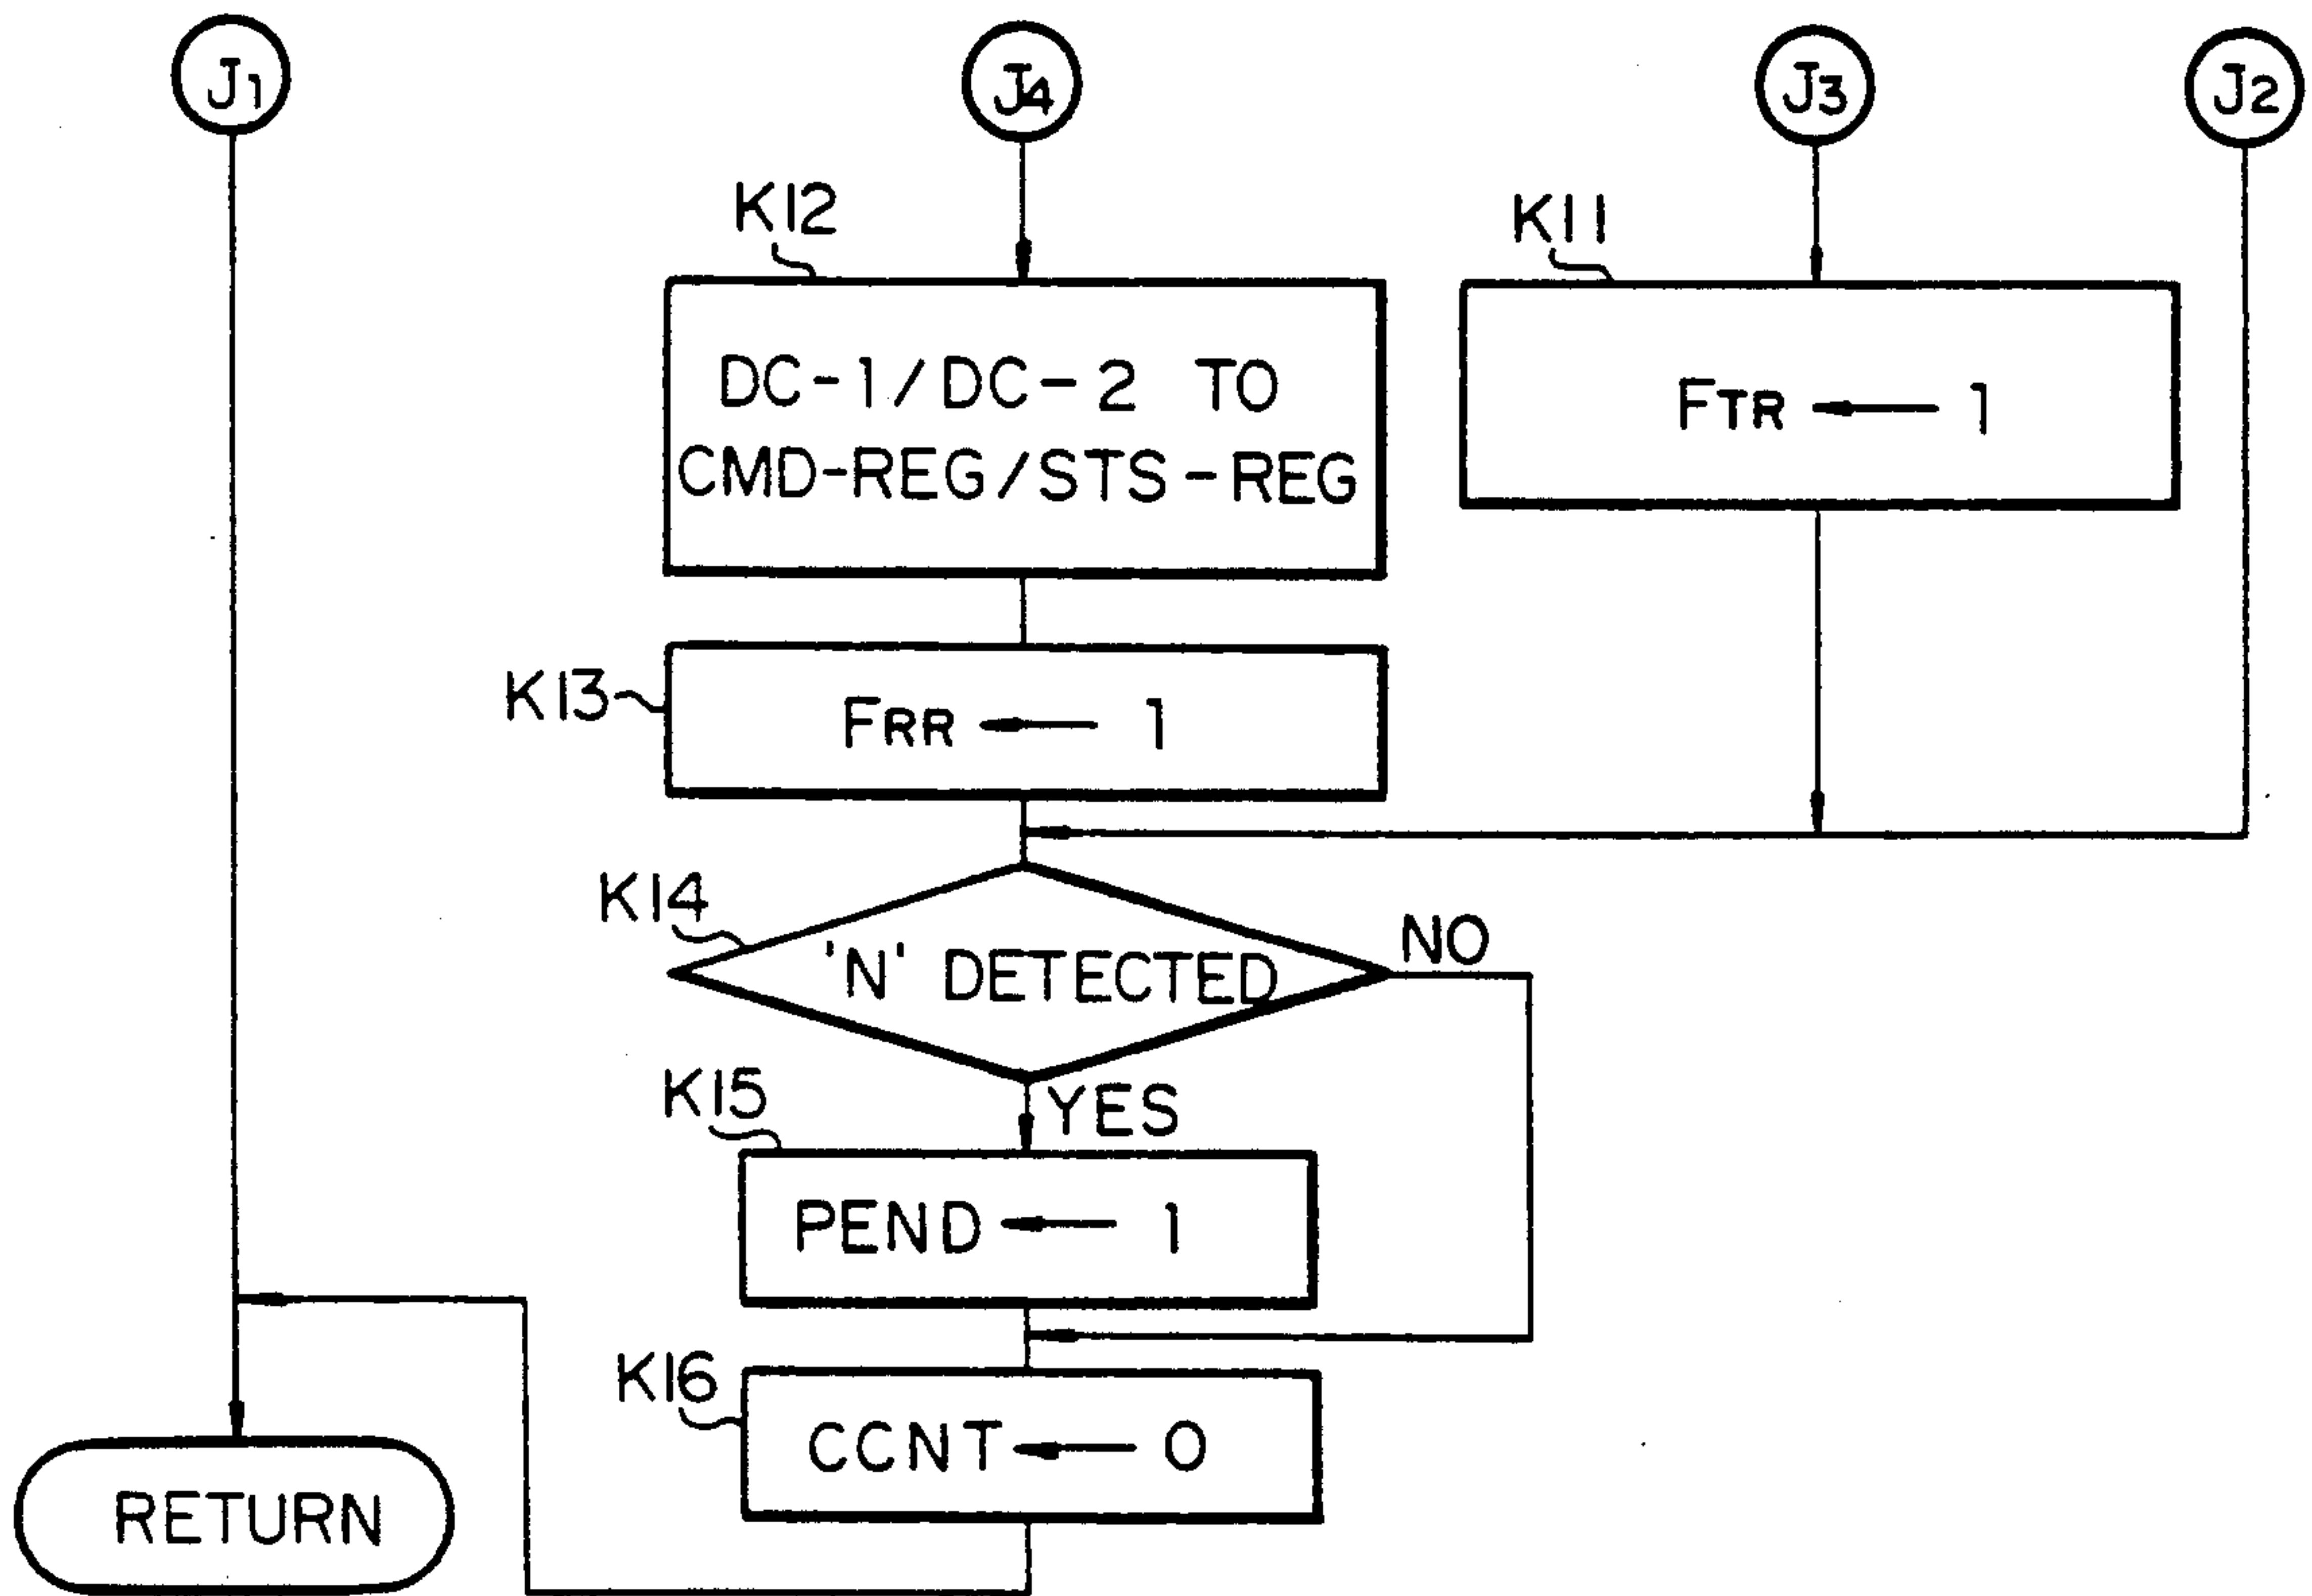 J1
J4
J3
J2
K12
K11
DC-1/DC-2 TO
CMD-REG/STS-REG
FTR ← 1
K13
FRR ← 1
K14
'N' DETECTED
NO
YES
K15
PEND ← 1
K16
CCNT ← 0
RETURN